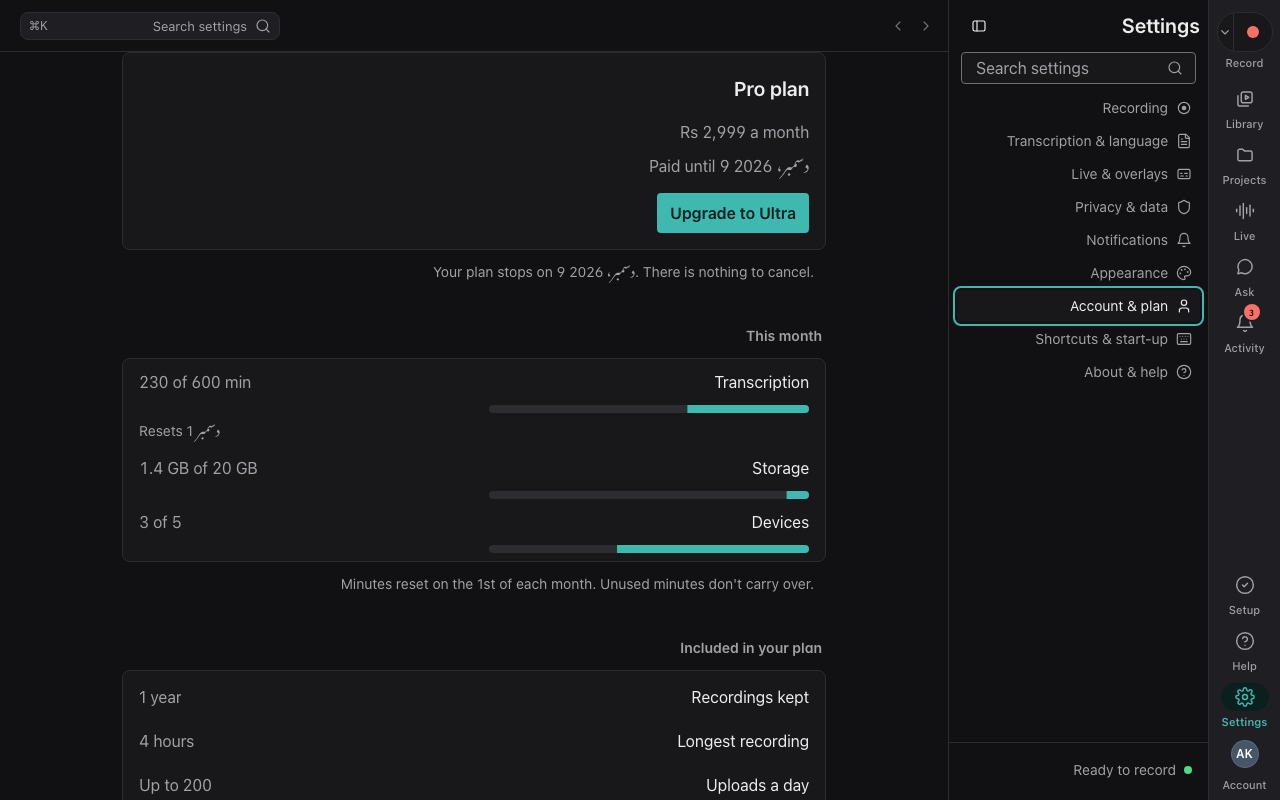 ⌘K
Search settings
Pro plan
Rs 2,999 a month
Paid until 9 دسمبر، 2026
Upgrade to Ultra
Your plan stops on 9 دسمبر، 2026. There is nothing to cancel.
This month
Transcription
230 of 600 min
Resets 1 دسمبر
Storage
1.4 GB of 20 GB
Devices
3 of 5
Minutes reset on the 1st of each month. Unused minutes don't carry over.
Included in your plan
Recordings kept
1 year
Longest recording
4 hours
Uploads a day
Up to 200
Settings
Search settings
Recording
Transcription & language
Live & overlays
Privacy & data
Notifications
Appearance
Account & plan
Shortcuts & start-up
About & help
Ready to record
Record
Library
Projects
Live
Ask
3
Activity
Setup
Help
Settings
AK
Account